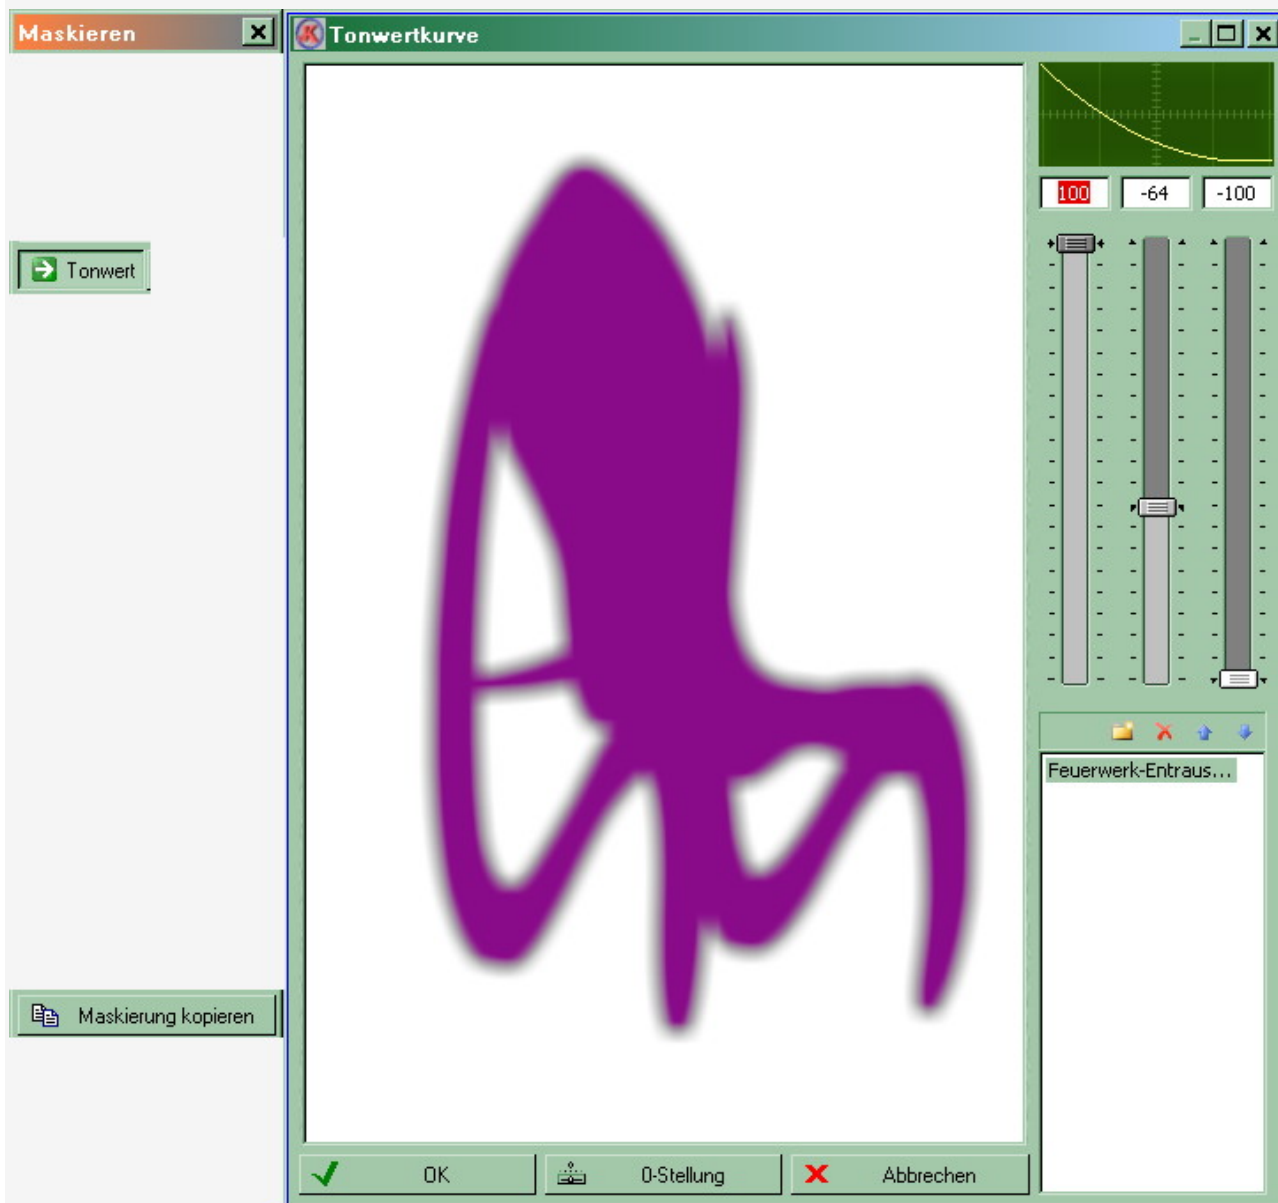 Maskieren
Tonwertkurve
100 -64 -100
Tonwert
Feuerwerk-Entraus...
Maskierung kopieren
OK 0-Stellung Abbrechen